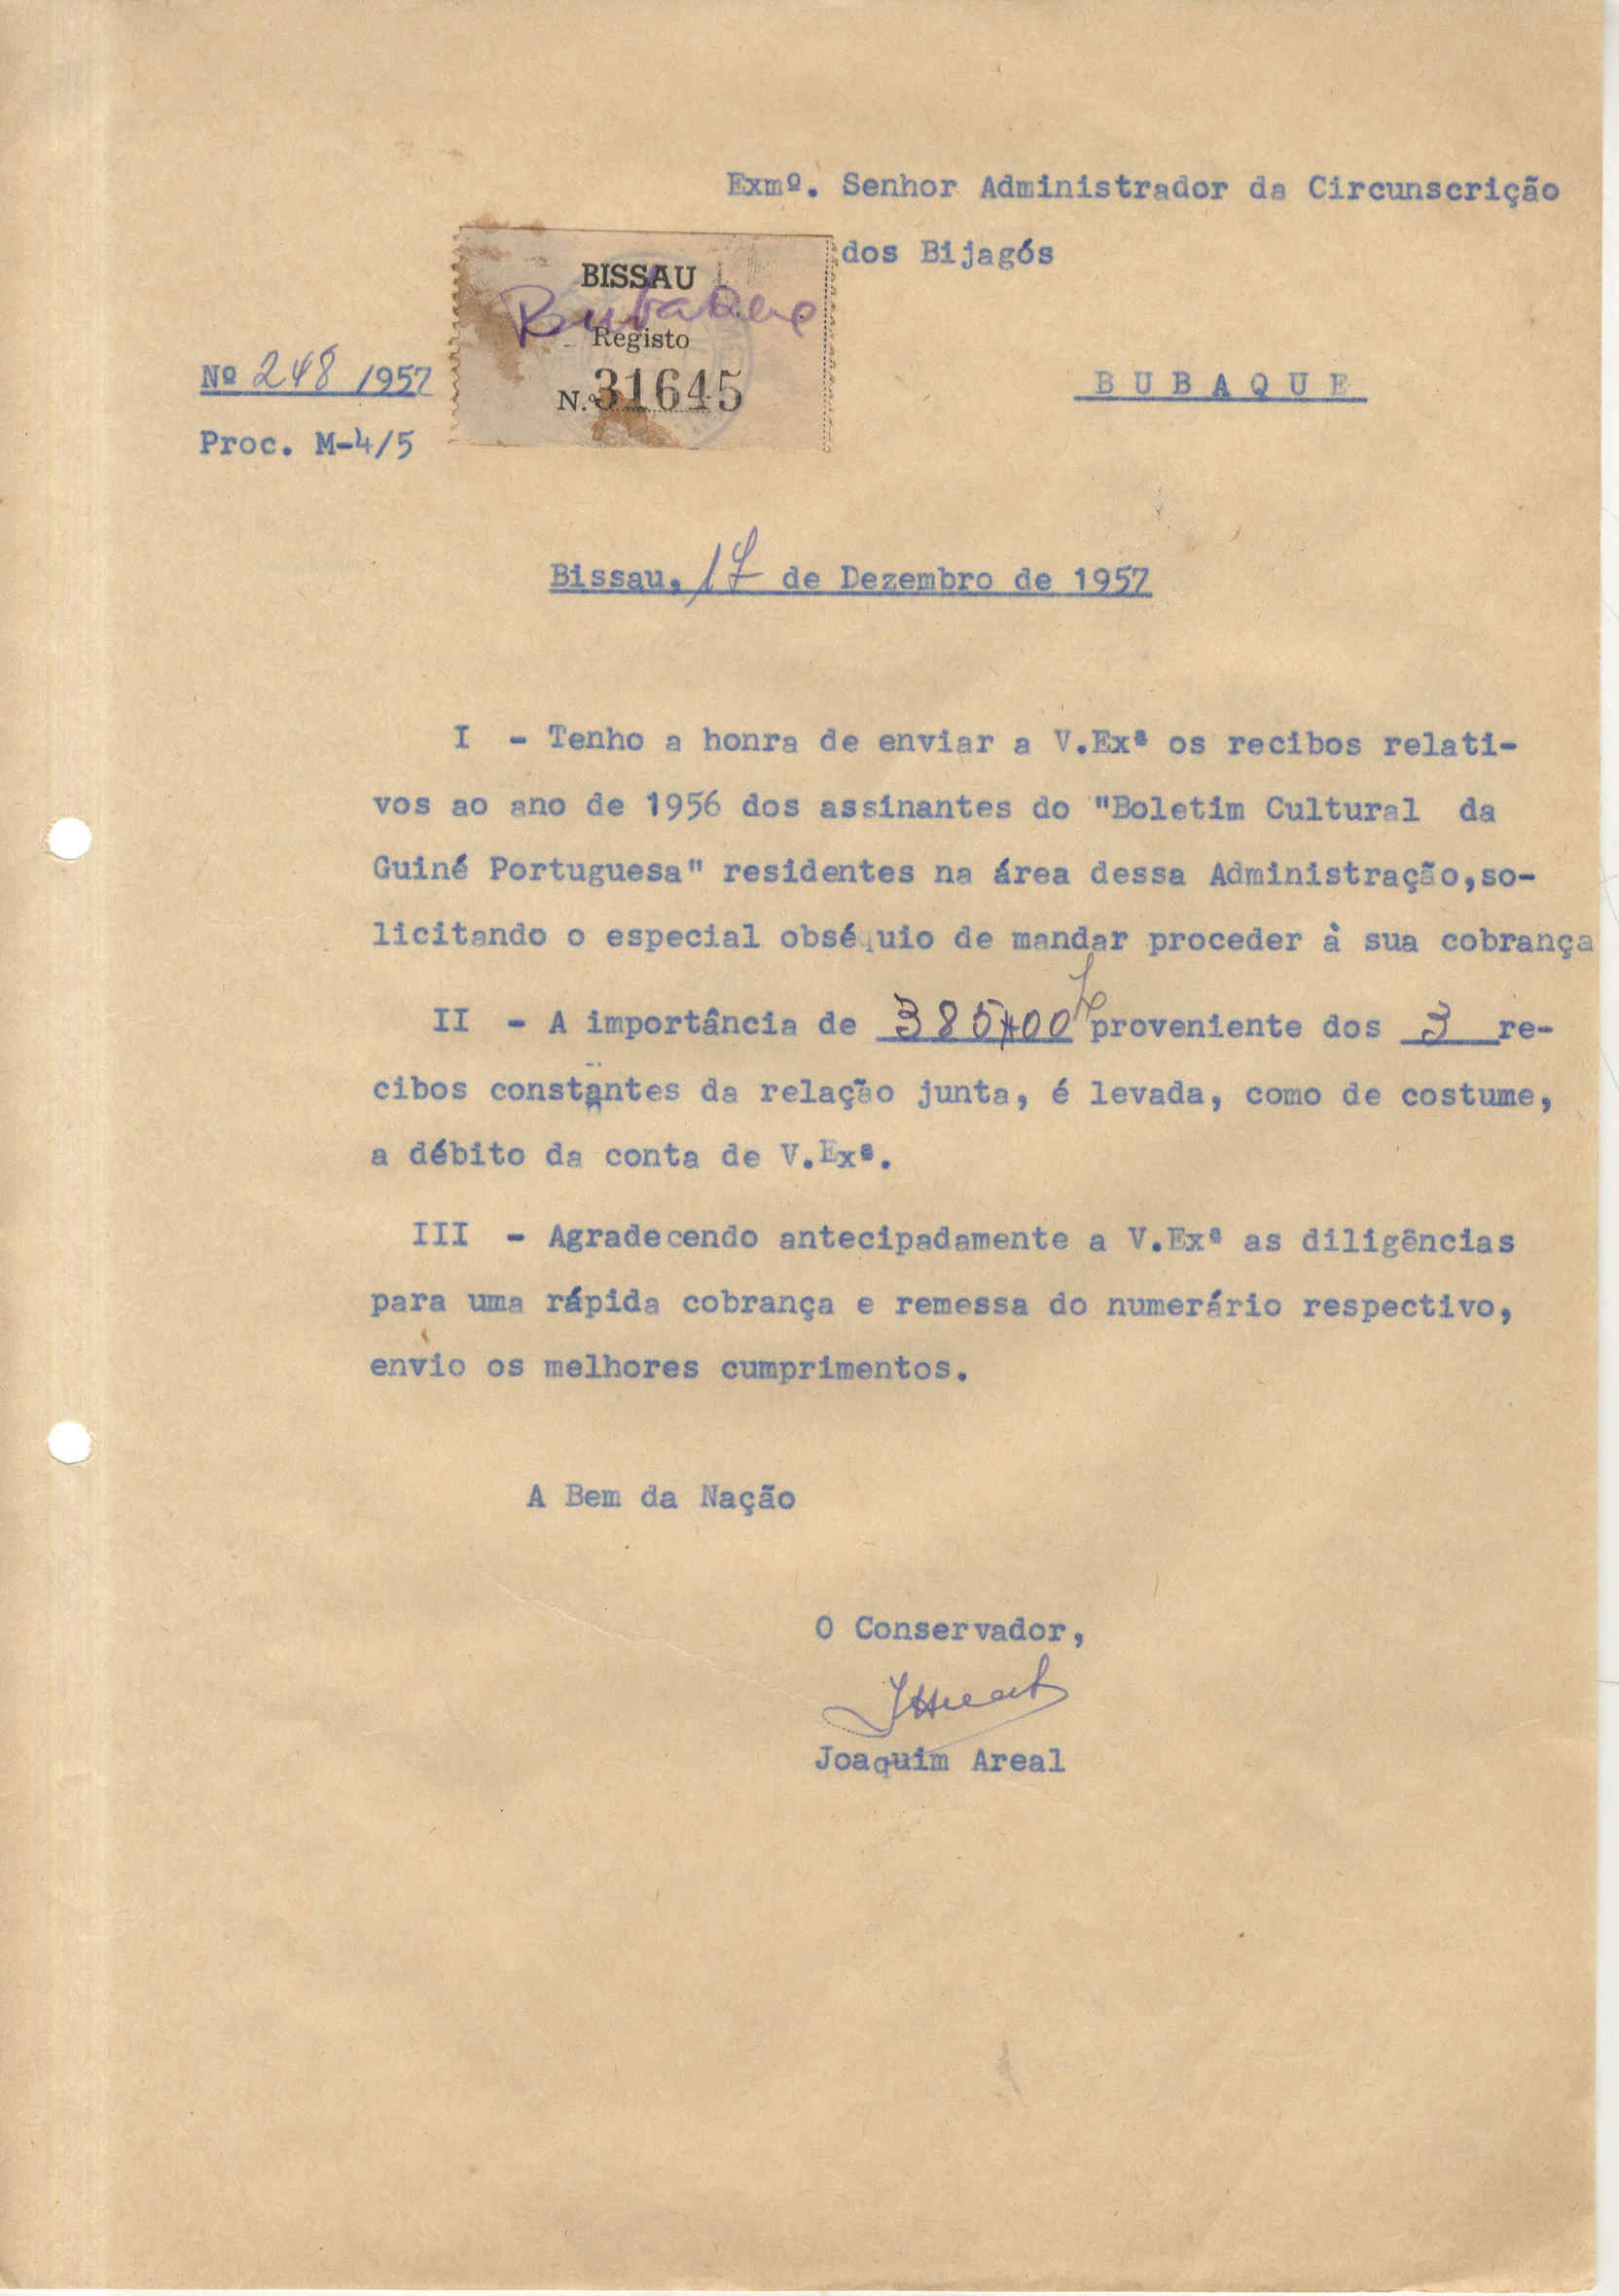 Exmº. Senhor Administrador da Circunscrição
dos Bijagós
BISSAU
Bubaque
Registo
N.º 31645
Nº 248 /1957
BUBAQUE
Proc. M-4/5
Bissau, 17 de Dezembro de 1957
I - Tenho a honra de enviar a V.Exª os recibos relati-
vos ao ano de 1956 dos assinantes do "Boletim Cultural da
Guiné Portuguesa" residentes na área dessa Administração,so-
licitando o especial obséquio de mandar proceder à sua cobrança
II - A importância de 385$00 proveniente dos 3 re-
cibos constantes da relação junta, é levada, como de costume,
a débito da conta de V.Exª.
III - Agradecendo antecipadamente a V.Exª as diligências
para uma rápida cobrança e remessa do numerário respectivo,
envio os melhores cumprimentos.
A Bem da Nação
O Conservador,
Joaquim Areal